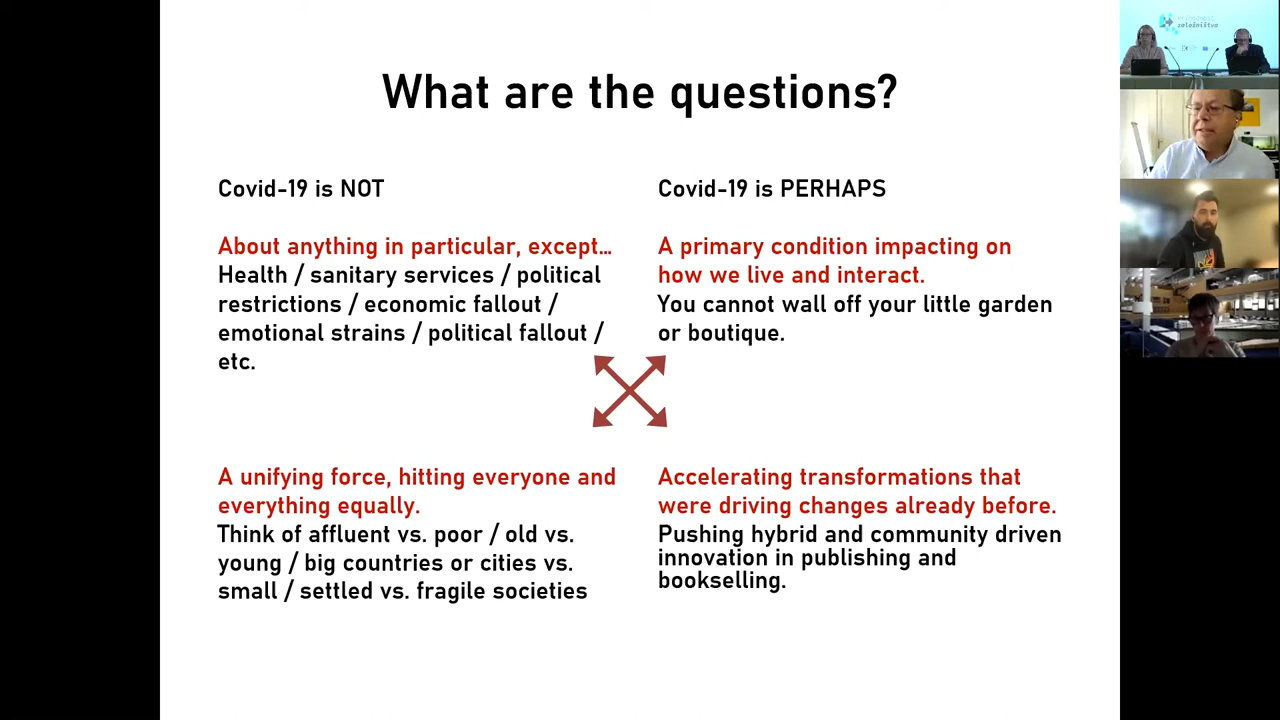 What are the questions?
Covid-19 is NOT
About anything in particular, except…
Health / sanitary services / political
restrictions / economic fallout /
emotional strains / political fallout /
etc.
A unifying force, hitting everyone and
everything equally.
Think of affluent vs. poor / old vs.
young / big countries or cities vs.
small / settled vs. fragile societies
Covid-19 is PERHAPS
A primary condition impacting on
how we live and interact.
You cannot wall off your little garden
or boutique.
Accelerating transformations that
were driving changes already before.
Pushing hybrid and community driven
innovation in publishing and
bookselling.
založništvo